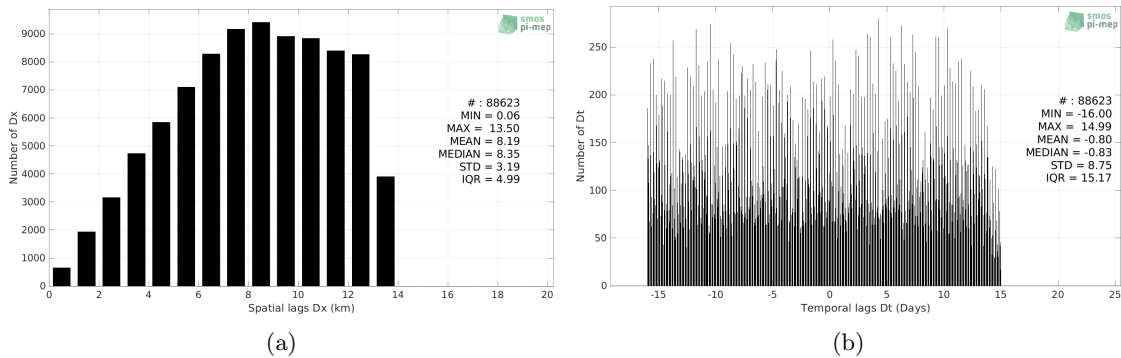 smos
pi-mep
9000
8000
7000
6000
5000
4000
3000
2000
1000
0
Number of Dx
# : 88623
MIN = 0.06
MAX = 13.50
MEAN = 8.19
MEDIAN = 8.35
STD = 3.19
IQR = 4.99
0 2 4 6 8 10 12 14 16 18 20
Spatial lags Dx (km)
(a)
smos
pi-mep
250
200
150
100
50
0
Number of Dt
# : 88623
MIN = -16.00
MAX = 14.99
MEAN = -0.80
MEDIAN = -0.83
STD = 8.75
IQR = 15.17
-15 -10 -5 0 5 10 15 20 25
Temporal lags Dt (Days)
(b)